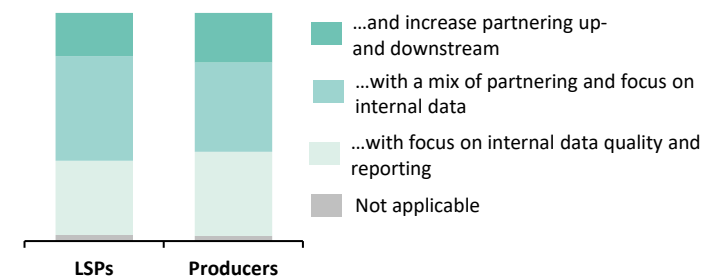 ...and increase partnering up-
and downstream
...with a mix of partnering and focus on
internal data
...with focus on internal data quality and
reporting
Not applicable
LSPs
Producers